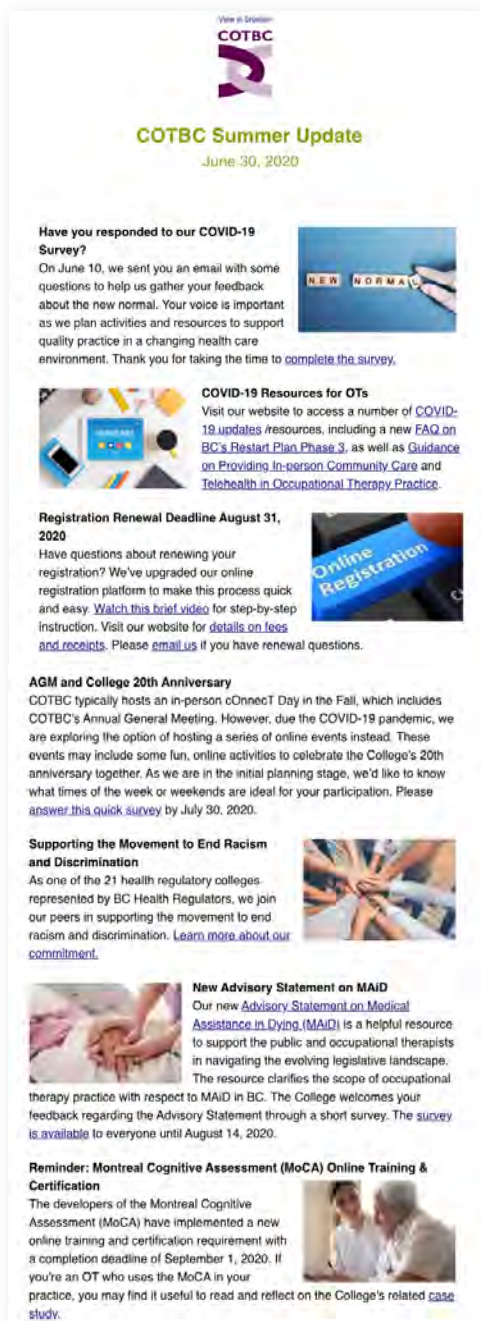 View in browser
COTBC
COTBC Summer Update
June 30, 2020
Have you responded to our COVID-19
Survey?
On June 10, we sent you an email with some
questions to help us gather your feedback
about the new normal. Your voice is important
as we plan activities and resources to support
quality practice in a changing health care
environment. Thank you for taking the time to complete the survey.
NEW NORMAL
COVID-19 Resources for OTs
Visit our website to access a number of COVID-
19 updates /resources, including a new FAQ on
BC's Restart Plan Phase 3, as well as Guidance
on Providing In-person Community Care and
Telehealth in Occupational Therapy Practice.
Registration Renewal Deadline August 31,
2020
Have questions about renewing your
registration? We've upgraded our online
registration platform to make this process quick
and easy. Watch this brief video for step-by-step
instruction. Visit our website for details on fees
and receipts. Please email us if you have renewal questions.
Online
Registration
AGM and College 20th Anniversary
COTBC typically hosts an in-person cOnnecT Day in the Fall, which includes
COTBC's Annual General Meeting. However, due the COVID-19 pandemic, we
are exploring the option of hosting a series of online events instead. These
events may include some fun, online activities to celebrate the College's 20th
anniversary together. As we are in the initial planning stage, we'd like to know
what times of the week or weekends are ideal for your participation. Please
answer this quick survey by July 30, 2020.
Supporting the Movement to End Racism
and Discrimination
As one of the 21 health regulatory colleges
represented by BC Health Regulators, we join
our peers in supporting the movement to end
racism and discrimination. Learn more about our
commitment.
New Advisory Statement on MAiD
Our new Advisory Statement on Medical
Assistance in Dying (MAiD) is a helpful resource
to support the public and occupational therapists
in navigating the evolving legislative landscape.
The resource clarifies the scope of occupational
therapy practice with respect to MAiD in BC. The College welcomes your
feedback regarding the Advisory Statement through a short survey. The survey
is available to everyone until August 14, 2020.
Reminder: Montreal Cognitive Assessment (MoCA) Online Training &
Certification
The developers of the Montreal Cognitive
Assessment (MoCA) have implemented a new
online training and certification requirement with
a completion deadline of September 1, 2020. If
you're an OT who uses the MoCA in your
practice, you may find it useful to read and reflect on the College's related case
study.